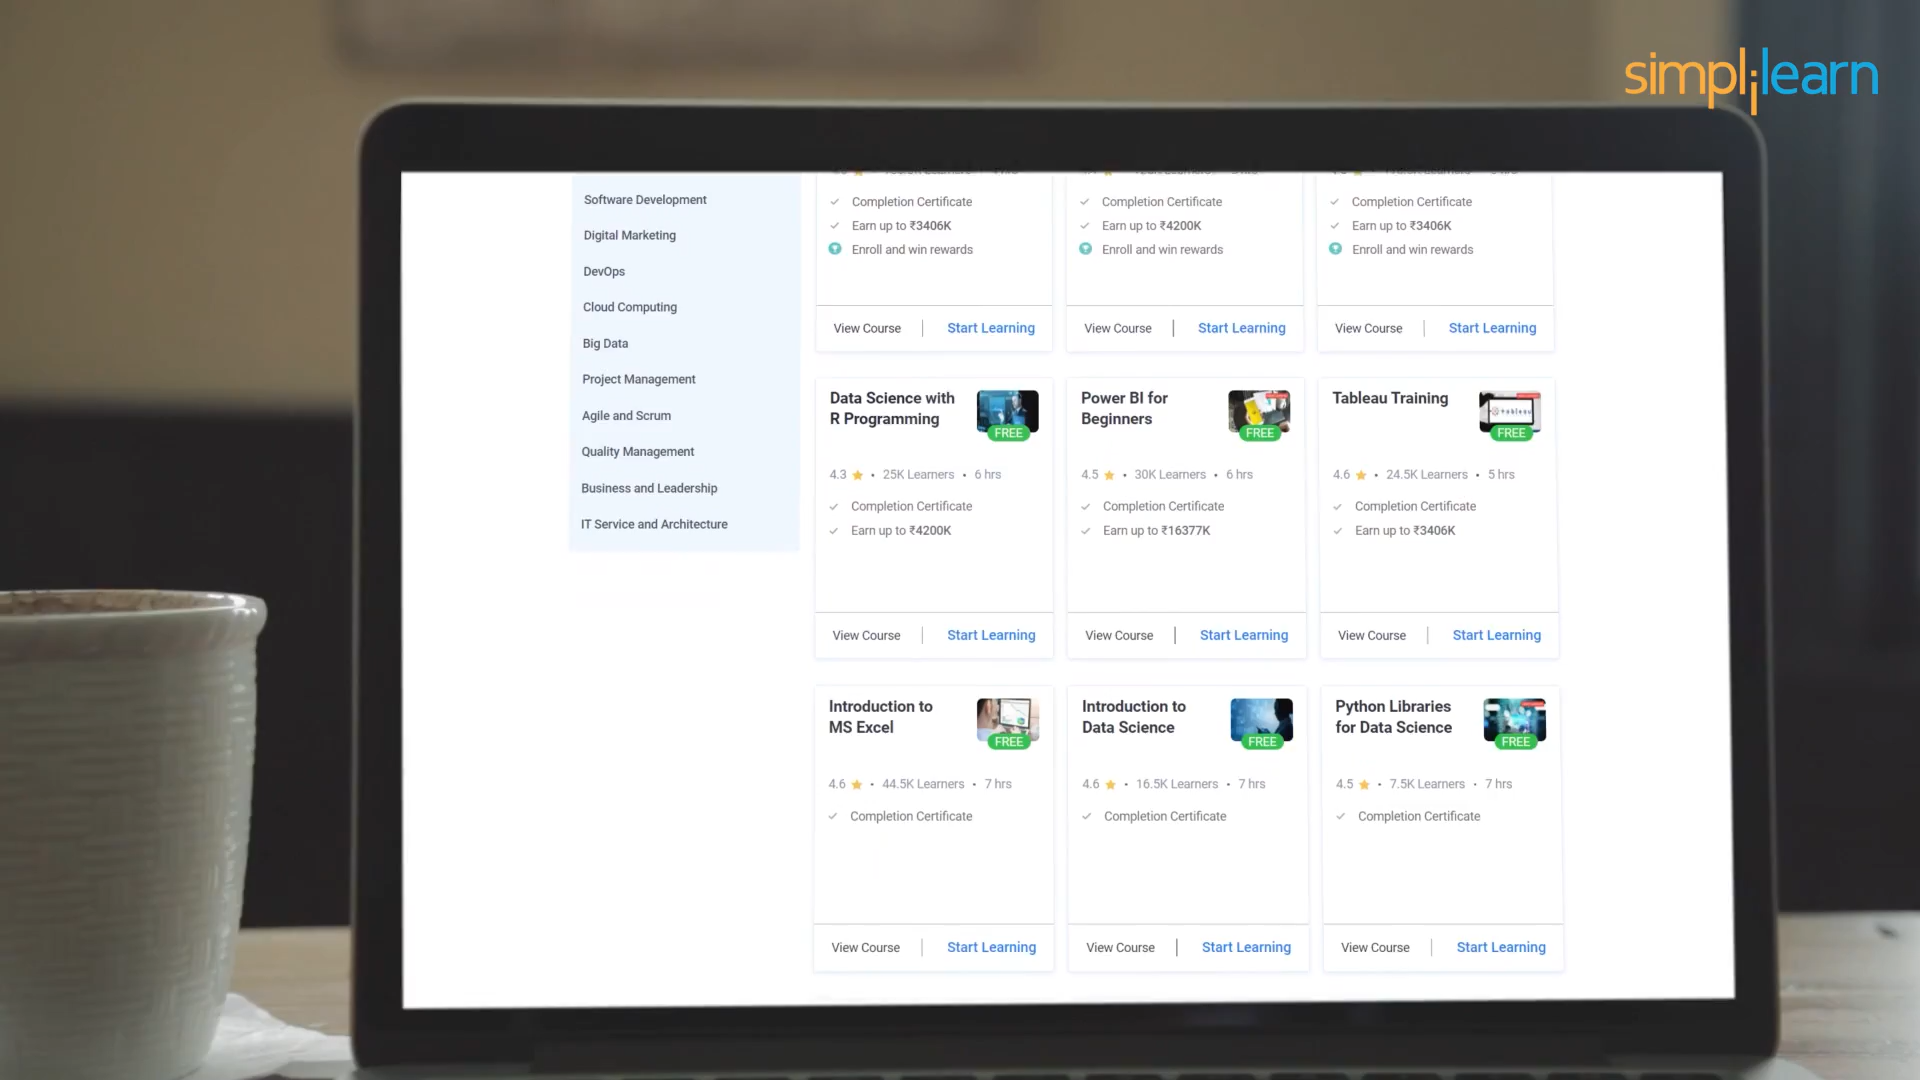 simplilearn
Software Development
Digital Marketing
DevOps
Cloud Computing
Big Data
Project Management
Agile and Scrum
Quality Management
Business and Leadership
IT Service and Architecture
Completion Certificate
Earn up to ₹3406K
Enroll and win rewards
View Course | Start Learning
Completion Certificate
Earn up to ₹4200K
Enroll and win rewards
View Course | Start Learning
Completion Certificate
Earn up to ₹3406K
Enroll and win rewards
View Course | Start Learning
Data Science with
R Programming
FREE
4.3 • 25K Learners • 6 hrs
Completion Certificate
Earn up to ₹4200K
View Course | Start Learning
Power BI for
Beginners
FREE
4.5 • 30K Learners • 6 hrs
Completion Certificate
Earn up to ₹16377K
View Course | Start Learning
Tableau Training
FREE
4.6 • 24.5K Learners • 5 hrs
Completion Certificate
Earn up to ₹3406K
View Course | Start Learning
Introduction to
MS Excel
FREE
4.6 • 44.5K Learners • 7 hrs
Completion Certificate
View Course | Start Learning
Introduction to
Data Science
FREE
4.6 • 16.5K Learners • 7 hrs
Completion Certificate
View Course | Start Learning
Python Libraries
for Data Science
FREE
4.5 • 7.5K Learners • 7 hrs
Completion Certificate
View Course | Start Learning